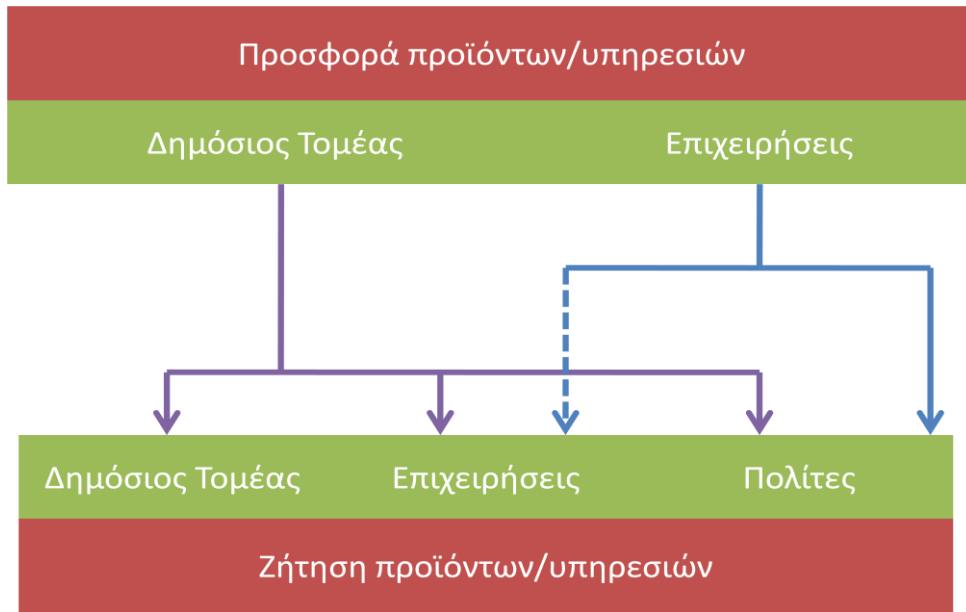 Προσφορά προϊόντων/υπηρεσιών
Δημόσιος Τομέας Επιχειρήσεις
Δημόσιος Τομέας Επιχειρήσεις Πολίτες
Ζήτηση προϊόντων/υπηρεσιών